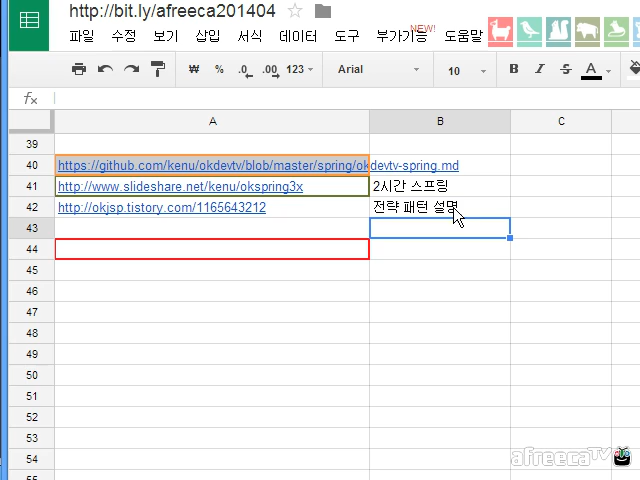 http://bit.ly/afreeca201404
파일 수정 보기 삽입 서식 데이터 도구 부가기능 NEW! 도움말
₩ % .0 .00 123 Arial 10 B I S A
fx
A B C
39
40 https://github.com/kenu/okdevtv/blob/master/spring/okdevtv-spring.md
41 http://www.slideshare.net/kenu/okspring3x 2시간 스프링
42 http://okjsp.tistory.com/1165643212 전략 패턴 설명
43
44
45
46
47
48
49
50
51
52
53
54
afreecaTV